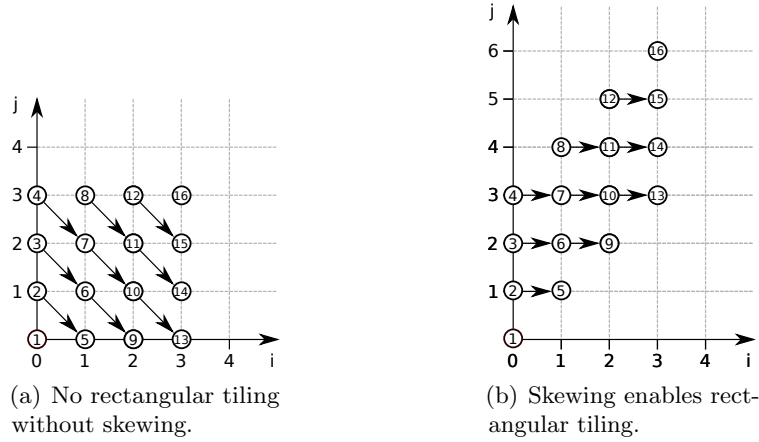 j
4
3
2
1
4 8 12 16
3 7 11 15
2 6 10 14
1 5 9 13
0 1 2 3 4 i
(a) No rectangular tiling
without skewing.
j
6 16
5 12 15
4 8 11 14
3 4 7 10 13
2 3 6 9
1 2 5
1
0 1 2 3 4 i
(b) Skewing enables rect-
angular tiling.